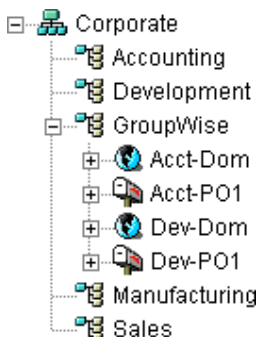 Corporate
Accounting
Development
GroupWise
Acct-Dom
Acct-PO1
Dev-Dom
Dev-PO1
Manufacturing
Sales